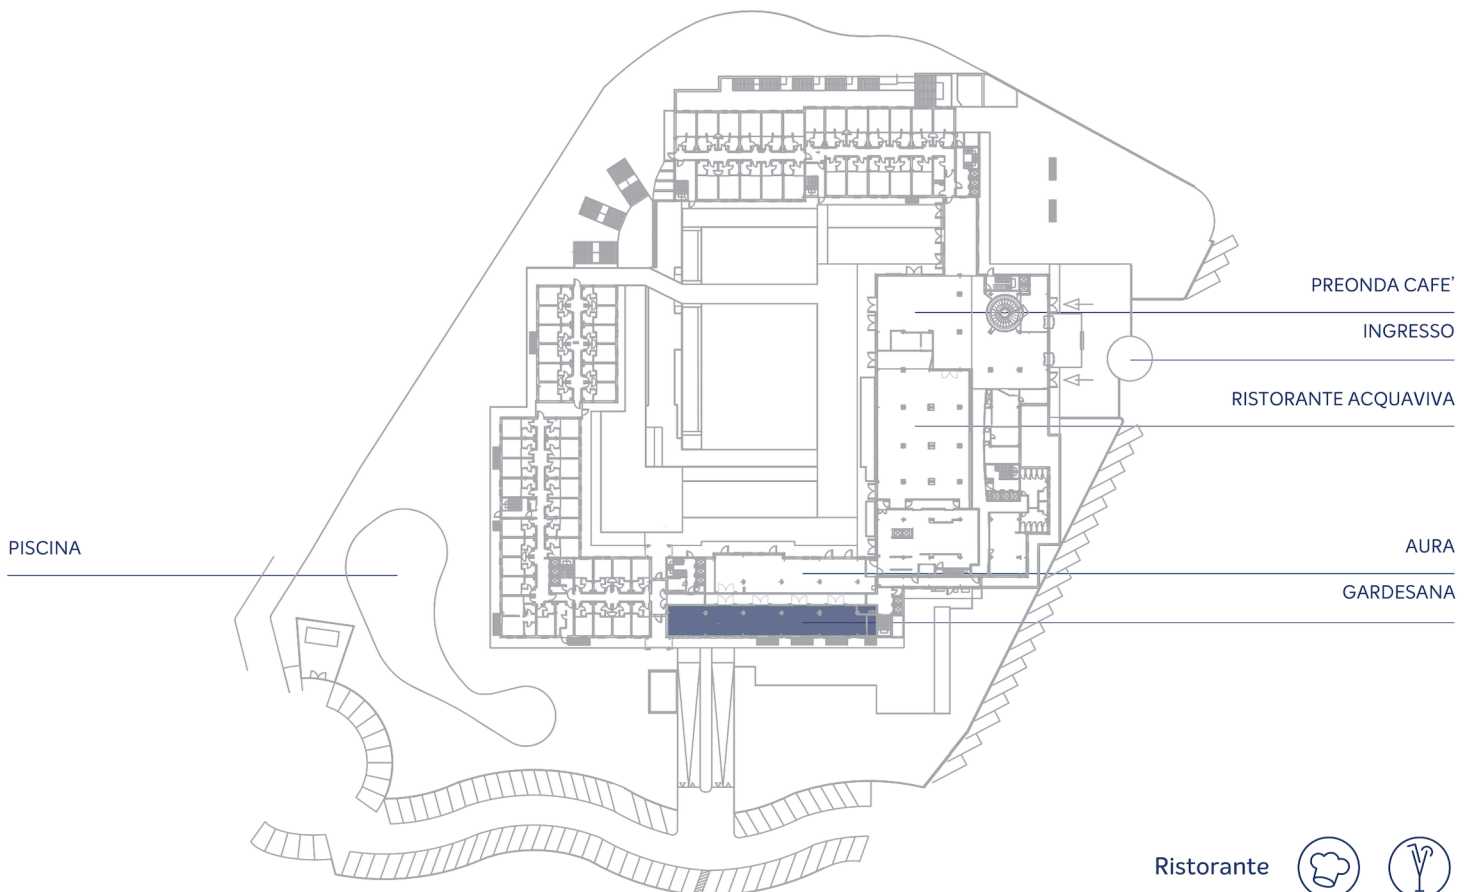 PREONDA CAFE'
INGRESSO
RISTORANTE ACQUAVIVA
PISCINA
AURA
GARDESANA
Ristorante